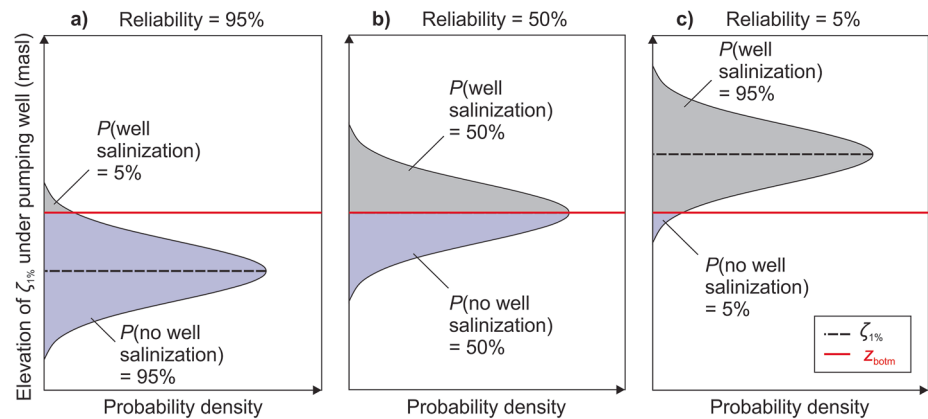 a) Reliability = 95%
b) Reliability = 50%
c) Reliability = 5%
Elevation of ζ1% under pumping well (masl)
P(well
salinization)
= 5%
P(no well
salinization)
= 95%
Probability density
P(well
salinization)
= 50%
P(no well
salinization)
= 50%
Probability density
P(well
salinization)
= 95%
P(no well
salinization)
= 5%
ζ1%
zbotm
Probability density